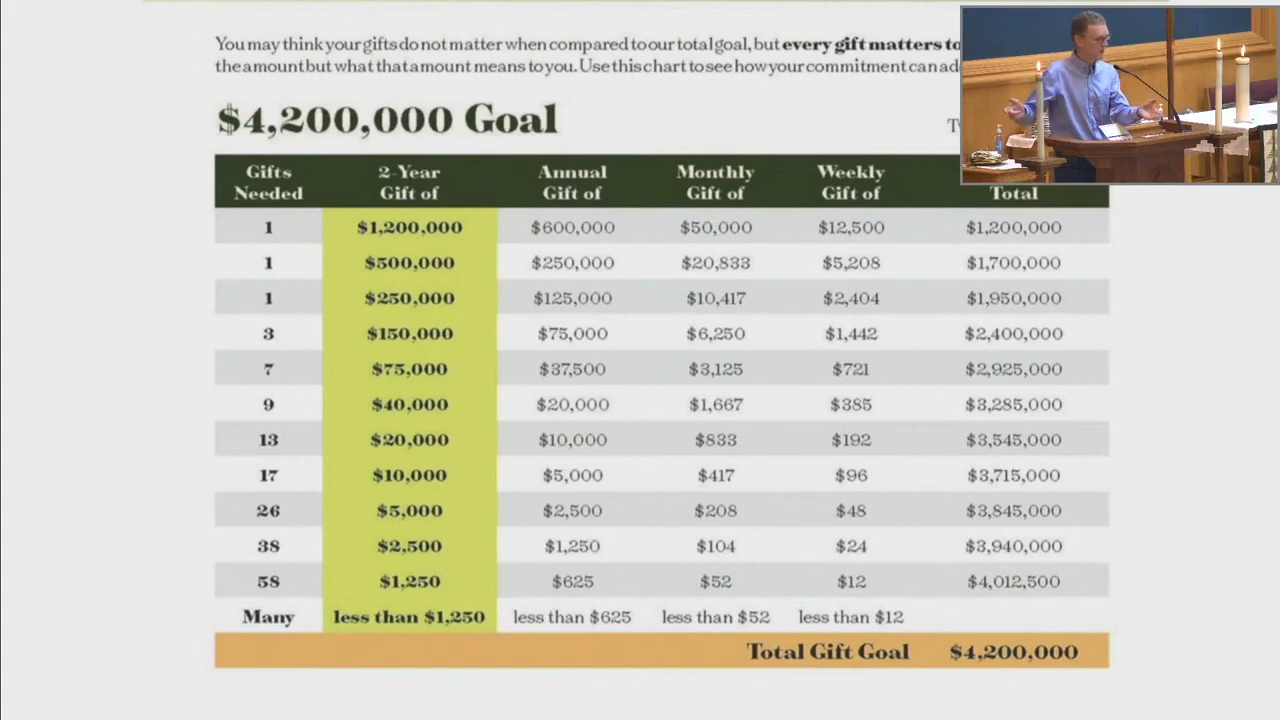 You may think your gifts do not matter when compared to our total goal, but every gift matters to
the amount but what that amount means to you. Use this chart to see how your commitment can ad
$4,200,000 Goal
Gifts Needed 2-Year Gift of Annual Gift of Monthly Gift of Weekly Gift of Total
1 $1,200,000 $600,000 $50,000 $12,500 $1,200,000
1 $500,000 $250,000 $20,833 $5,208 $1,700,000
1 $250,000 $125,000 $10,417 $2,404 $1,950,000
3 $150,000 $75,000 $6,250 $1,442 $2,400,000
7 $75,000 $37,500 $3,125 $721 $2,925,000
9 $40,000 $20,000 $1,667 $385 $3,285,000
13 $20,000 $10,000 $833 $192 $3,545,000
17 $10,000 $5,000 $417 $96 $3,715,000
26 $5,000 $2,500 $208 $48 $3,845,000
38 $2,500 $1,250 $104 $24 $3,940,000
58 $1,250 $625 $52 $12 $4,012,500
Many less than $1,250 less than $625 less than $52 less than $12
Total Gift Goal $4,200,000